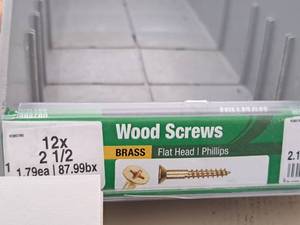 Wood Screws
BRASS Flat Head | Phillips
12x
2 1/2
1.79ea | 87.99bx
2.1